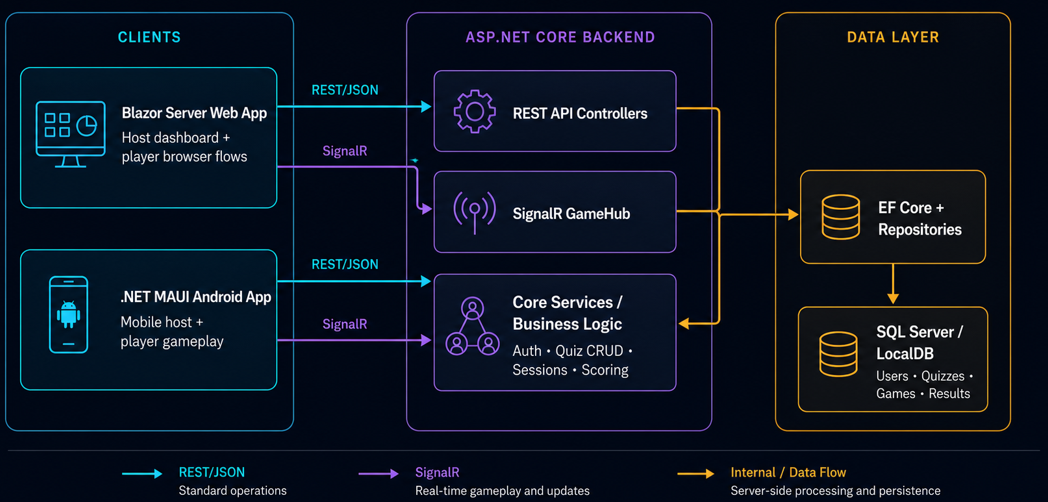 CLIENTS
Blazor Server Web App
Host dashboard +
player browser flows
.NET MAUI Android App
Mobile host +
player gameplay
REST/JSON
SignalR
REST/JSON
SignalR
ASP.NET CORE BACKEND
REST API Controllers
SignalR GameHub
Core Services /
Business Logic
Auth • Quiz CRUD •
Sessions • Scoring
DATA LAYER
EF Core +
Repositories
SQL Server /
LocalDB
Users • Quizzes •
Games • Results
REST/JSON
Standard operations
SignalR
Real-time gameplay and updates
Internal / Data Flow
Server-side processing and persistence